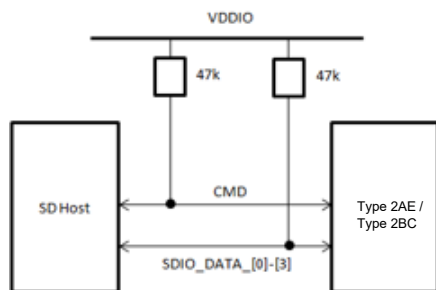 VDDIO
47k
47k
SD Host
CMD
Type 2AE /
Type 2BC
SDIO_DATA_[0]-[3]